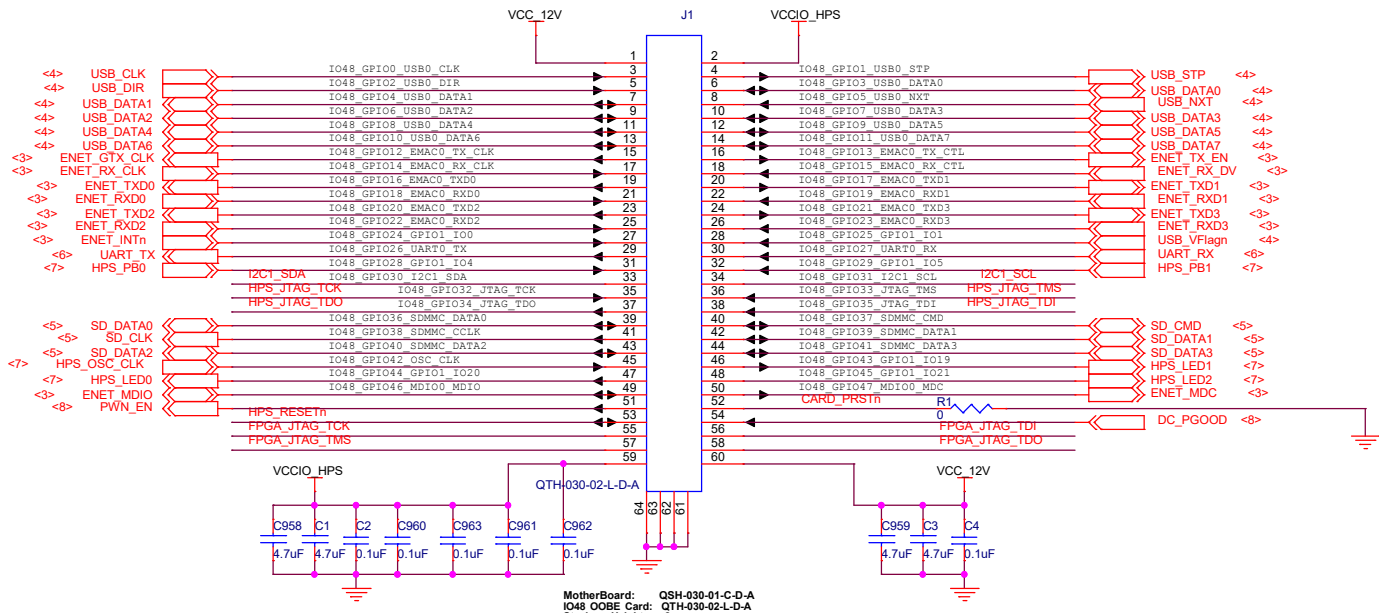 VCC_12V J1 VCCIO_HPS
1 2
<4> USB_CLK IO48_GPIO0_USB0_CLK 3 4 IO48_GPIO1_USB0_STP USB_STP <4>
<4> USB_DIR IO48_GPIO2_USB0_DIR 5 6 IO48_GPIO3_USB0_DATA0 USB_DATA0 <4>
<4> USB_DATA1 IO48_GPIO4_USB0_DATA1 7 8 IO48_GPIO5_USB0_NXT USB_NXT <4>
<4> USB_DATA2 IO48_GPIO6_USB0_DATA2 9 10 IO48_GPIO7_USB0_DATA3 USB_DATA3 <4>
<4> USB_DATA4 IO48_GPIO8_USB0_DATA4 11 12 IO48_GPIO9_USB0_DATA5 USB_DATA5 <4>
<4> USB_DATA6 IO48_GPIO10_USB0_DATA6 13 14 IO48_GPIO11_USB0_DATA7 USB_DATA7 <4>
<3> ENET_GTX_CLK IO48_GPIO12_EMAC0_TX_CLK 15 16 IO48_GPIO13_EMAC0_TX_CTL ENET_TX_EN <3>
<3> ENET_RX_CLK IO48_GPIO14_EMAC0_RX_CLK 17 18 IO48_GPIO15_EMAC0_RX_CTL ENET_RX_DV <3>
<3> ENET_TXD0 IO48_GPIO16_EMAC0_TXD0 19 20 IO48_GPIO17_EMAC0_TXD1 ENET_TXD1 <3>
<3> ENET_RXD0 IO48_GPIO18_EMAC0_RXD0 21 22 IO48_GPIO19_EMAC0_RXD1 ENET_RXD1 <3>
<3> ENET_TXD2 IO48_GPIO20_EMAC0_TXD2 23 24 IO48_GPIO21_EMAC0_TXD3 ENET_TXD3 <3>
<3> ENET_RXD2 IO48_GPIO22_EMAC0_RXD2 25 26 IO48_GPIO23_EMAC0_RXD3 ENET_RXD3 <3>
<3> ENET_INTn IO48_GPIO24_GPIO1_IO0 27 28 IO48_GPIO25_GPIO1_IO1 USB_VFlagn <4>
<6> UART_TX IO48_GPIO26_UART0_TX 29 30 IO48_GPIO27_UART0_RX UART_RX <6>
<7> HPS_PB0 IO48_GPIO28_GPIO1_IO4 31 32 IO48_GPIO29_GPIO1_IO5 HPS_PB1 <7>
I2C1_SDA IO48_GPIO30_I2C1_SDA 33 34 IO48_GPIO31_I2C1_SCL I2C1_SCL
HPS_JTAG_TCK IO48_GPIO32_JTAG_TCK 35 36 IO48_GPIO33_JTAG_TMS HPS_JTAG_TMS
HPS_JTAG_TDO IO48_GPIO34_JTAG_TDO 37 38 IO48_GPIO35_JTAG_TDI HPS_JTAG_TDI
<5> SD_DATA0 IO48_GPIO36_SDMMC_DATA0 39 40 IO48_GPIO37_SDMMC_CMD SD_CMD <5>
<5> SD_CLK IO48_GPIO38_SDMMC_CCLK 41 42 IO48_GPIO39_SDMMC_DATA1 SD_DATA1 <5>
<5> SD_DATA2 IO48_GPIO40_SDMMC_DATA2 43 44 IO48_GPIO41_SDMMC_DATA3 SD_DATA3 <5>
<7> HPS_OSC_CLK IO48_GPIO42_OSC_CLK 45 46 IO48_GPIO43_GPIO1_IO19 HPS_LED1 <7>
<7> HPS_LED0 IO48_GPIO44_GPIO1_IO20 47 48 IO48_GPIO45_GPIO1_IO21 HPS_LED2 <7>
<3> ENET_MDIO IO48_GPIO46_MDIO0_MDIO 49 50 IO48_GPIO47_MDIO0_MDC ENET_MDC <3>
<8> PWN_EN 51 52 CARD_PRSTn R1 0
HPS_RESETn 53 54 DC_PGOOD <8>
FPGA_JTAG_TCK 55 56 FPGA_JTAG_TDI
FPGA_JTAG_TMS 57 58 FPGA_JTAG_TDO
59 60
VCCIO_HPS QTH-030-02-L-D-A VCC_12V
64 63 62 61
C958 C1 C2 C960 C963 C961 C962 C959 C3 C4
4.7uF 4.7uF 0.1uF 0.1uF 0.1uF 0.1uF 0.1uF 4.7uF 4.7uF 0.1uF
MotherBoard: QSH-030-01-C-D-A
IO48 OOBE Card: QTH-030-02-L-D-A